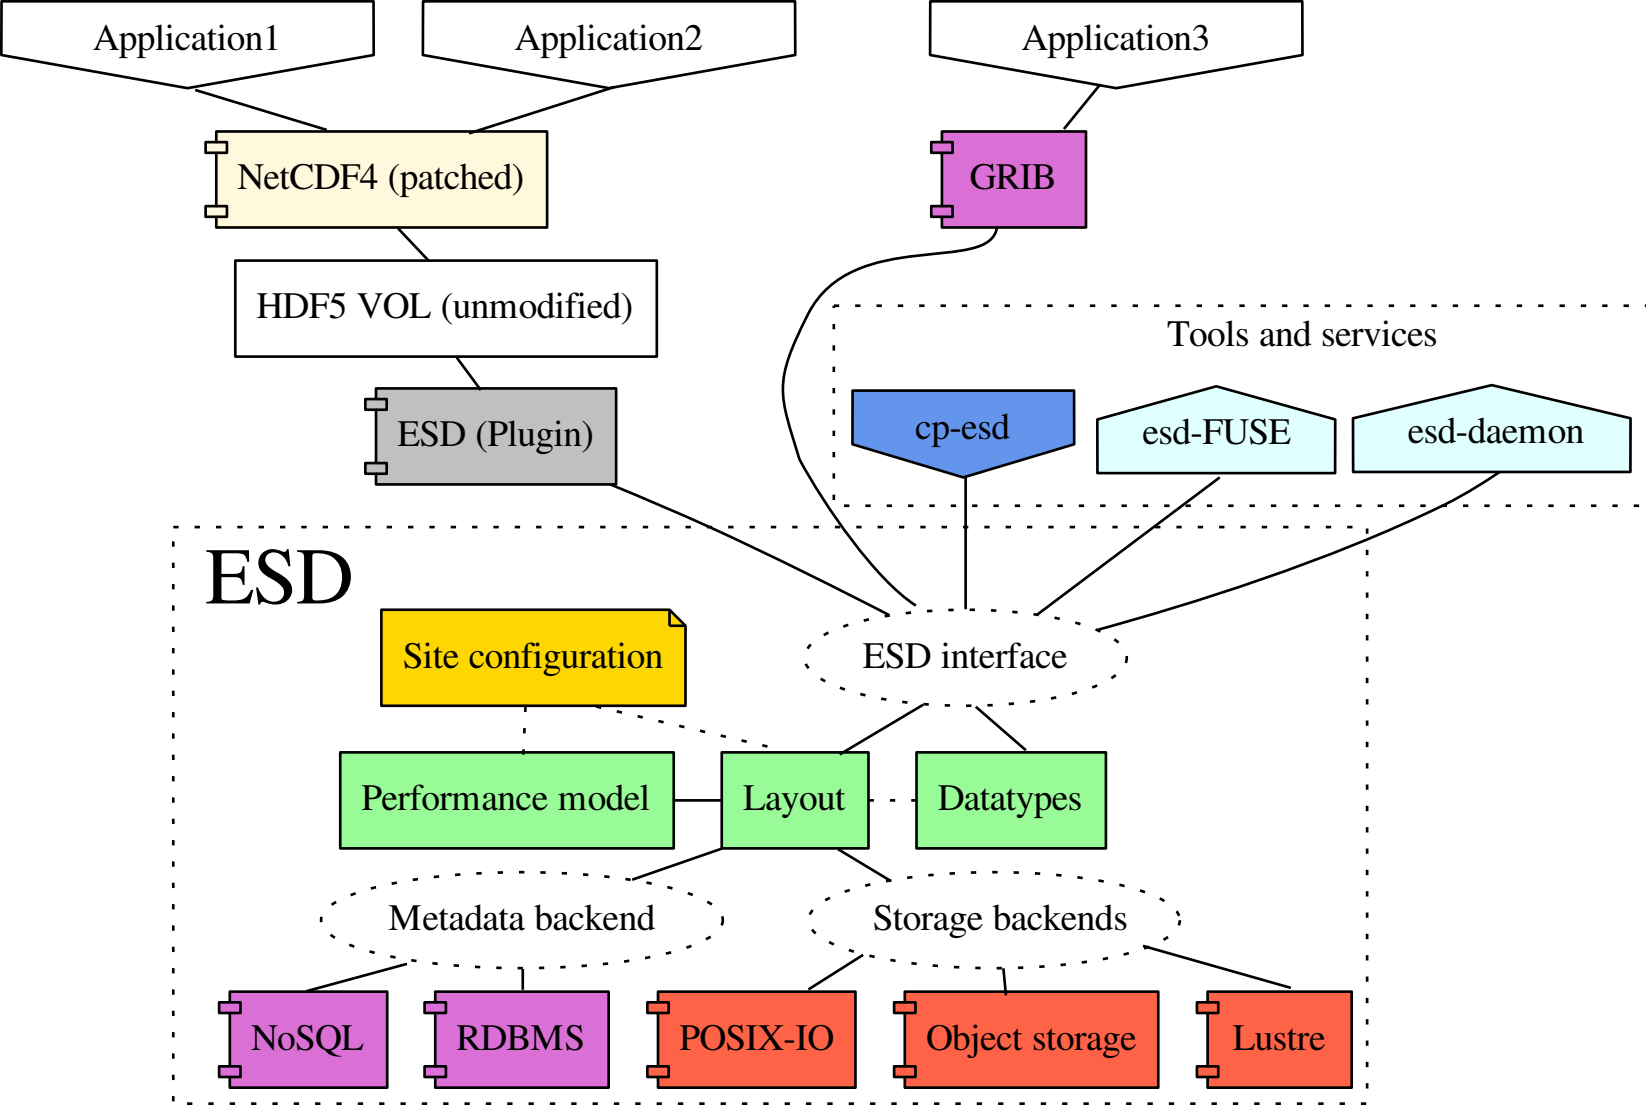 Application1
Application2
Application3
NetCDF4 (patched)
GRIB
HDF5 VOL (unmodified)
Tools and services
ESD (Plugin)
cp-esd
esd-FUSE
esd-daemon
ESD
Site configuration
ESD interface
Performance model
Layout
Datatypes
Metadata backend
Storage backends
NoSQL
RDBMS
POSIX-IO
Object storage
Lustre